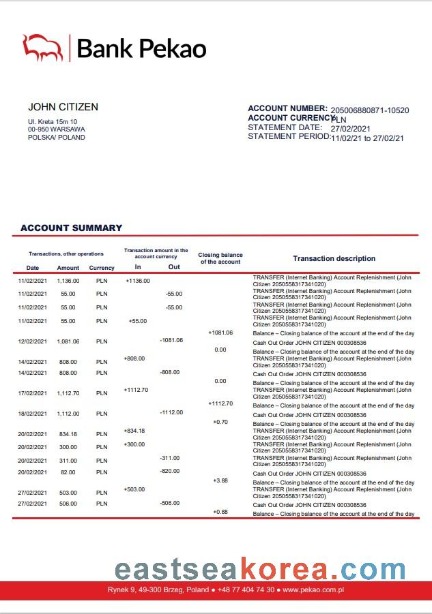 Bank Pekao
JOHN CITIZEN
Ul. Kreta 15m 10
00-950 WARSAWA
POLSKA/ POLAND
ACCOUNT NUMBER: 205006880871-10520
ACCOUNT CURRENCY: PLN
STATEMENT DATE: 27/02/2021
STATEMENT PERIOD: 11/02/21 to 27/02/21
ACCOUNT SUMMARY
Transactions, other operations
Transaction amount in the account currency
Closing balance of the account
Transaction description
Date Amount Currency In Out
11/02/2021 1,136.00 PLN +1136.00 TRANSFER (Internet Banking) Account Replenishment (John
Citizen 2050558317341020)
11/02/2021 55.00 PLN -55.00 TRANSFER (Internet Banking) Account Replenishment (John
Citizen 2050558317341020)
11/02/2021 55.00 PLN -55.00 TRANSFER (Internet Banking) Account Replenishment (John
Citizen 2050558317341020)
11/02/2021 55.00 PLN +55.00 TRANSFER (Internet Banking) Account Replenishment (John
Citizen 2050558317341020)
+1081.06 Balance – Closing balance of the account at the end of the day
12/02/2021 1,081.06 PLN -1081.06 Cash Out Order JOHN CITIZEN 000308536
0.00 Balance – Closing balance of the account at the end of the day
14/02/2021 808.00 PLN +808.00 TRANSFER (Internet Banking) Account Replenishment (John
Citizen 2050558317341020)
14/02/2021 808.00 PLN -808.00 Cash Out Order JOHN CITIZEN 000308536
0.00 Balance – Closing balance of the account at the end of the day
17/02/2021 1,112.70 PLN +1112.70 TRANSFER (Internet Banking) Account Replenishment (John
Citizen 2050558317341020)
+1112.70 Balance – Closing balance of the account at the end of the day
18/02/2021 1,112.00 PLN -1112.00 Cash Out Order JOHN CITIZEN 000308536
+0.70 Balance – Closing balance of the account at the end of the day
20/02/2021 834.18 PLN +834.18 TRANSFER (Internet Banking) Account Replenishment (John
Citizen 2050558317341020)
20/02/2021 300.00 PLN +300.00 TRANSFER (Internet Banking) Account Replenishment (John
Citizen 2050558317341020)
20/02/2021 311.00 PLN -311.00 TRANSFER (Internet Banking) Account Replenishment (John
Citizen 2050558317341020)
20/02/2021 82.00 PLN -820.00 Cash Out Order JOHN CITIZEN 000308536
+3.88 Balance – Closing balance of the account at the end of the day
27/02/2021 503.00 PLN +503.00 TRANSFER (Internet Banking) Account Replenishment (John
Citizen 2050558317341020)
27/02/2021 506.00 PLN -506.00 Cash Out Order JOHN CITIZEN 000308536
+0.88 Balance – Closing balance of the account at the end of the day
eastseakorea.com
Rynek 9, 49-300 Brzeg, Poland ● +48 77 404 74 30 ● www.pekao.com.pl